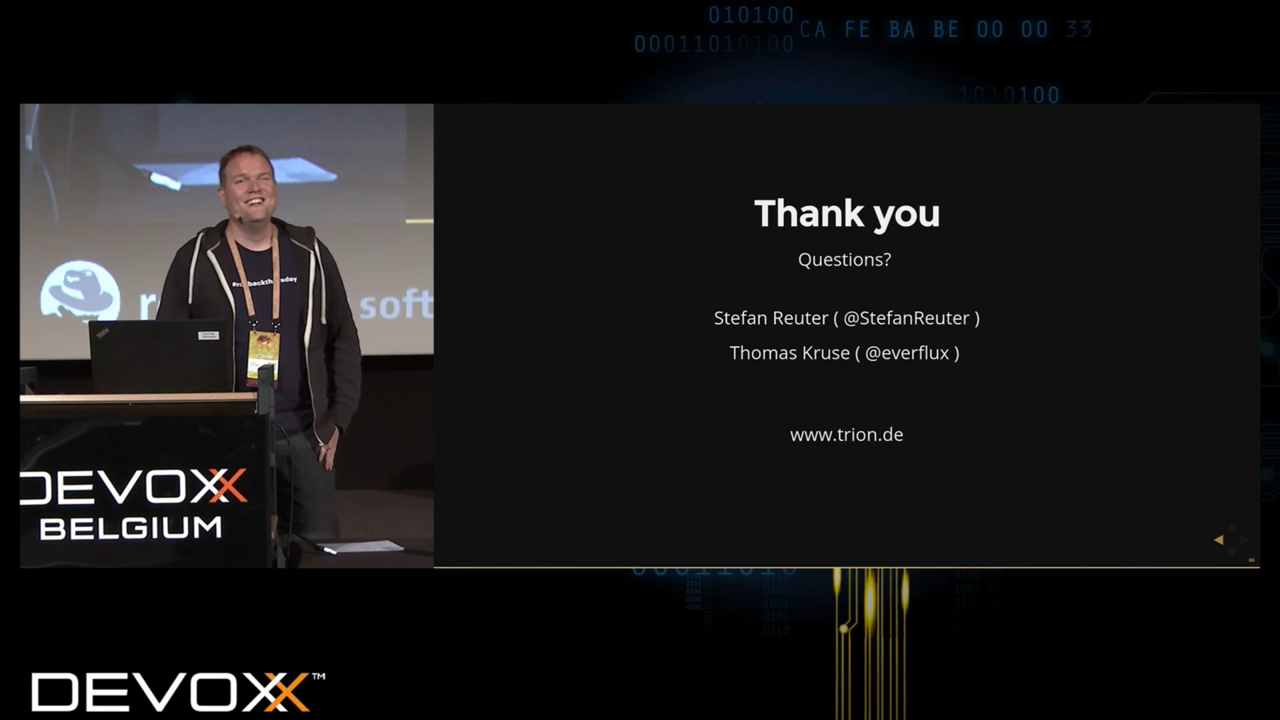 010100
00011010100
CA FE BA BE 00 00 33
Thank you
Questions?
Stefan Reuter ( @StefanReuter )
Thomas Kruse ( @everflux )
www.trion.de
soft
DEVOXX
BELGIUM
DEVOXX™